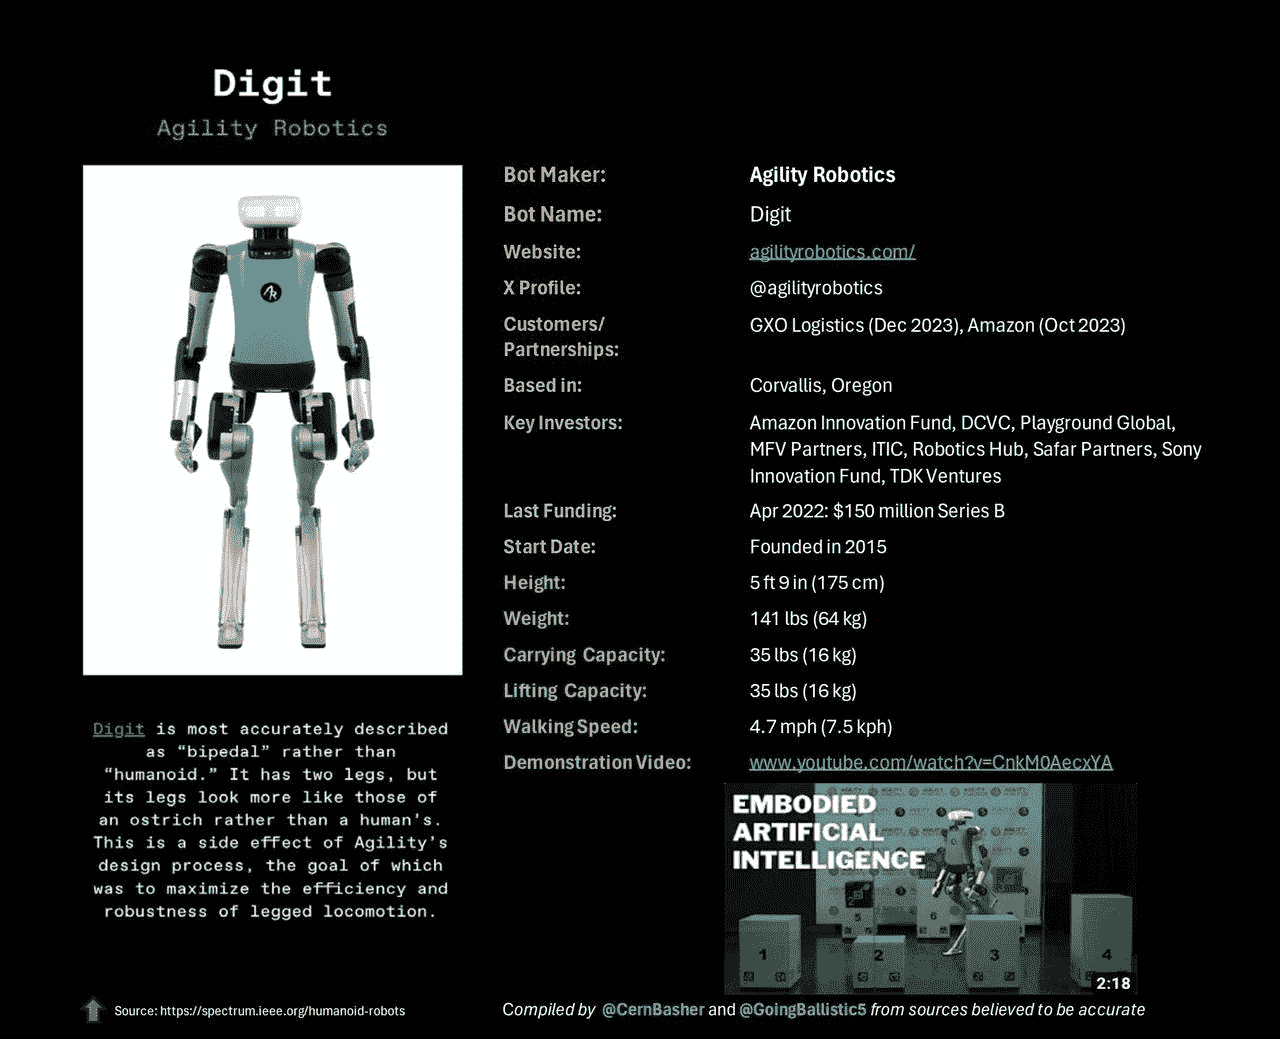 Digit
Agility Robotics
Bot Maker: Agility Robotics
Bot Name: Digit
Website: agilityrobotics.com/
X Profile: @agilityrobotics
Customers/ GXO Logistics (Dec 2023), Amazon (Oct 2023)
Partnerships:
Based in: Corvallis, Oregon
Key Investors: Amazon Innovation Fund, DCVC, Playground Global,
MFV Partners, ITIC, Robotics Hub, Safar Partners, Sony
Innovation Fund, TDK Ventures
Last Funding: Apr 2022: $150 million Series B
Start Date: Founded in 2015
Height: 5 ft 9 in (175 cm)
Weight: 141 lbs (64 kg)
Carrying Capacity: 35 lbs (16 kg)
Lifting Capacity: 35 lbs (16 kg)
Walking Speed: 4.7 mph (7.5 kph)
Demonstration Video: www.youtube.com/watch?v=CnkM0AecxYA
Digit is most accurately described
as “bipedal” rather than
“humanoid.” It has two legs, but
its legs look more like those of
an ostrich rather than a human’s.
This is a side effect of Agility’s
design process, the goal of which
was to maximize the efficiency and
robustness of legged locomotion.
EMBODIED
ARTIFICIAL
INTELLIGENCE
5 6
1 2 3 4
2:18
Source: https://spectrum.ieee.org/humanoid-robots
Compiled by @CernBasher and @GoingBallistic5 from sources believed to be accurate